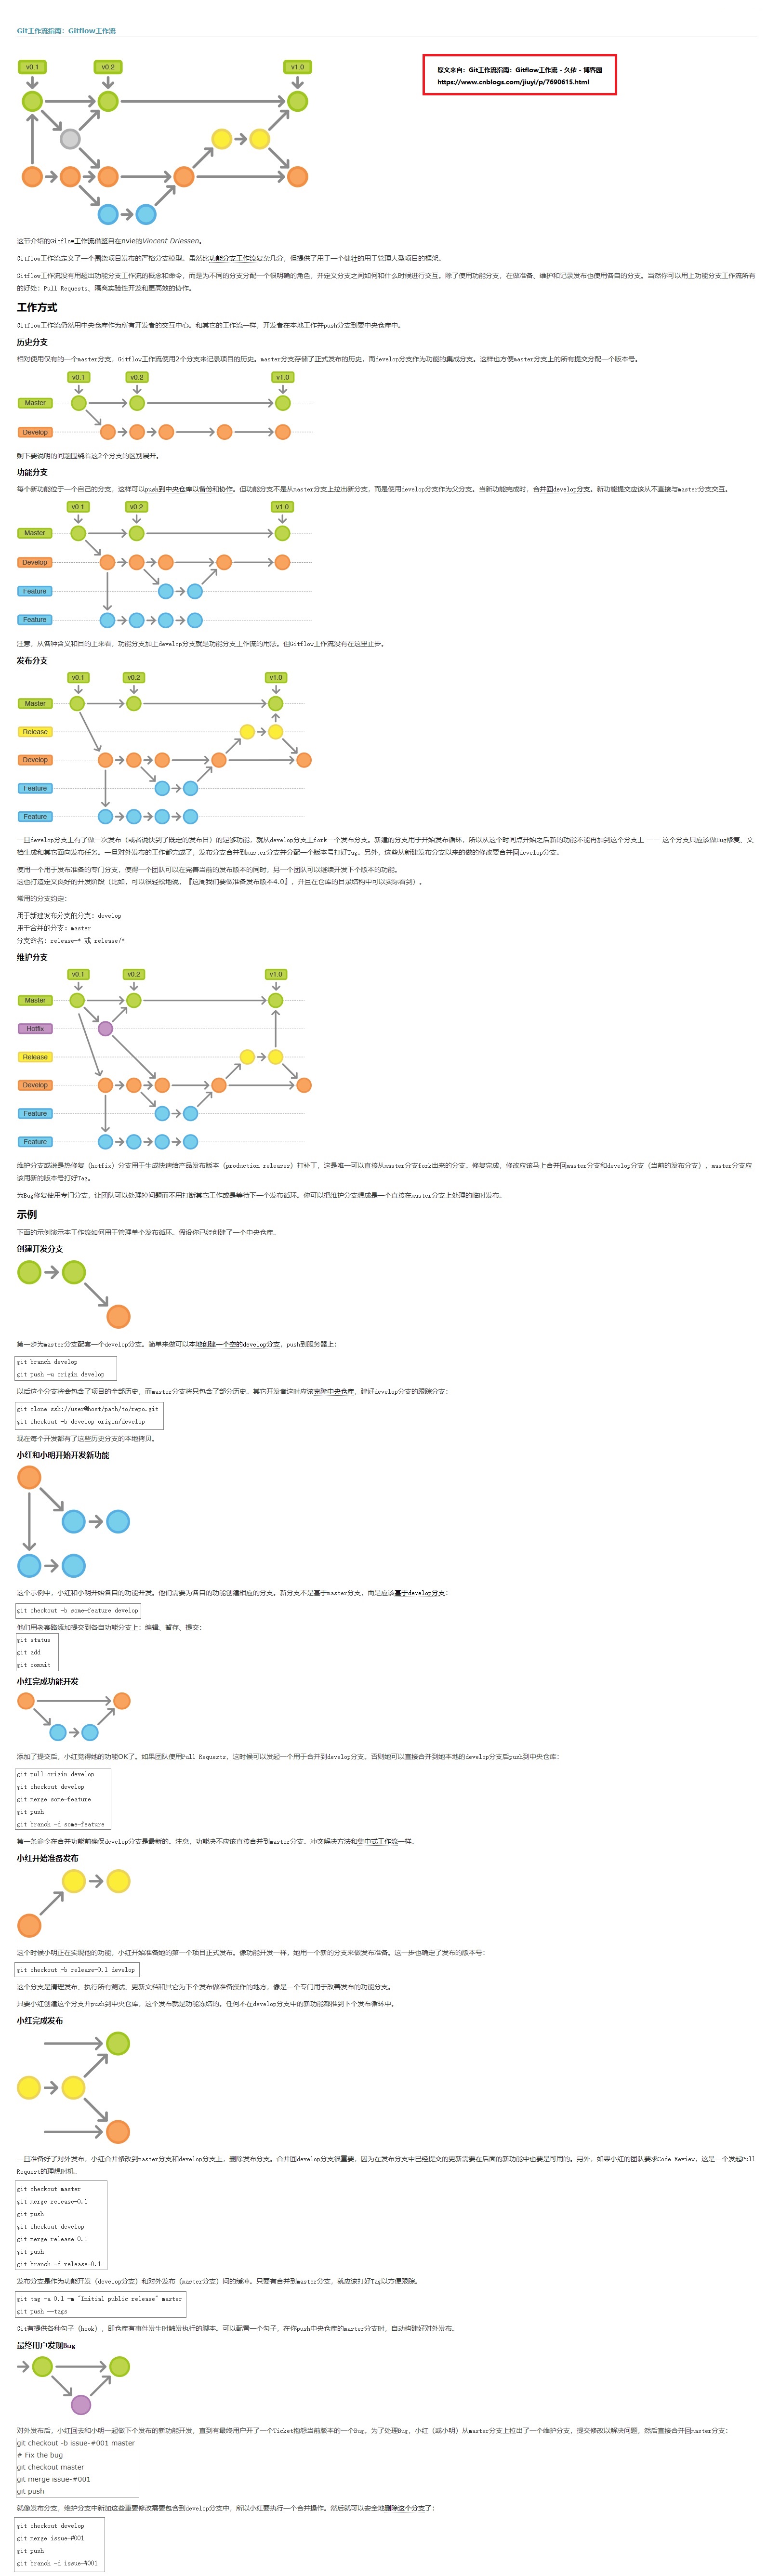 Git工作流指南：Gitflow工作流
原文来自：Git工作流指南：Gitflow工作流 - 久依 - 博客园
https://www.cnblogs.com/jiuyi/p/7690615.html
v0.1 v0.2 v1.0
这节介绍的Gitflow工作流借鉴自在nvie的Vincent Driessen。
Gitflow工作流定义了一个围绕项目发布的严格分支模型。虽然比功能分支工作流复杂几分，但提供了用于一个健壮的用于管理大型项目的框架。
Gitflow工作流没有用超出功能分支工作流的概念和命令，而是为不同的分支分配一个很明确的角色，并定义分支之间如何和什么时候进行交互。除了使用功能分支，在做准备、维护和记录发布也使用各自的分支。当然你可以用上功能分支工作流所有
的好处：Pull Requests、隔离实验性开发和更高效的协作。
工作方式
Gitflow工作流仍然用中央仓库作为所有开发者的交互中心。和其它的工作流一样，开发者在本地工作并push分支到要中央仓库中。
历史分支
相对使用仅有的一个master分支，Gitflow工作流使用2个分支来记录项目的历史。master分支存储了正式发布的历史，而develop分支作为功能的集成分支。这样也方便master分支上的所有提交分配一个版本号。
v0.1 v0.2 v1.0
Master
Develop
剩下要说明的问题围绕着这2个分支的区别展开。
功能分支
每个新功能位于一个自己的分支，这样可以push到中央仓库以备份和协作。但功能分支不是从master分支上拉出新分支，而是使用develop分支作为父分支。当新功能完成时，合并回develop分支。新功能提交应该从不直接与master分支交互。
v0.1 v0.2 v1.0
Master
Develop
Feature
Feature
注意，从各种含义和目的上来看，功能分支加上develop分支就是功能分支工作流的用法。但Gitflow工作流没有在这里止步。
发布分支
v0.1 v0.2 v1.0
Master
Release
Develop
Feature
Feature
一旦develop分支上有了做一次发布（或者说快到了既定的发布日）的足够功能，就从develop分支上fork一个发布分支。新建的分支用于开始发布循环，所以从这个时间点开始之后新的功能不能再加到这个分支上 —— 这个分支只应该做Bug修复、文
档生成和其它面向发布任务。一旦对外发布的工作都完成了，发布分支合并到master分支并分配一个版本号打好Tag。另外，这些从新建发布分支以来的做的修改要合并回develop分支。
使用一个用于发布准备的专门分支，使得一个团队可以在完善当前的发布版本的同时，另一个团队可以继续开发下个版本的功能。
这也打造定义良好的开发阶段（比如，可以很轻松地说，『这周我们要做准备发布版本4.0』，并且在仓库的目录结构中可以实际看到）。
常用的分支约定：
用于新建发布分支的分支: develop
用于合并的分支: master
分支命名: release-* 或 release/*
维护分支
v0.1 v0.2 v1.0
Master
Hotfix
Release
Develop
Feature
Feature
维护分支或说是热修复（hotfix）分支用于生成快速给产品发布版本（production releases）打补丁，这是唯一可以直接从master分支fork出来的分支。修复完成，修改应该马上合并回master分支和develop分支（当前的发布分支），master分支应
该用新的版本号打好Tag。
为Bug修复使用专门分支，让团队可以处理掉问题而不用打断其它工作或是等待下一个发布循环。你可以把维护分支想成是一个直接在master分支上处理的临时发布。
示例
下面的示例演示本工作流如何用于管理单个发布循环。假设你已经创建了一个中央仓库。
创建开发分支
第一步为master分支配套一个develop分支。简单来做可以本地创建一个空的develop分支，push到服务器上：
git branch develop
git push -u origin develop
以后这个分支将会包含了项目的全部历史，而master分支将只包含了部分历史。其它开发者这时应该克隆中央仓库，建好develop分支的跟踪分支：
git clone ssh://user@host/path/to/repo.git
git checkout -b develop origin/develop
现在每个开发都有了这些历史分支的本地拷贝。
小红和小明开始开发新功能
这个示例中，小红和小明开始各自的功能开发。他们需要为各自的功能创建相应的分支。新分支不是基于master分支，而是应该基于develop分支：
git checkout -b some-feature develop
他们用老套路添加提交到各自功能分支上：编辑、暂存、提交：
git status
git add
git commit
小红完成功能开发
添加了提交后，小红觉得她的功能OK了。如果团队使用Pull Requests，这时候可以发起一个用于合并到develop分支。否则她可以直接合并到她本地的develop分支后push到中央仓库：
git pull origin develop
git checkout develop
git merge some-feature
git push
git branch -d some-feature
第一条命令在合并功能前确保develop分支是最新的。注意，功能决不应该直接合并到master分支。冲突解决方法和集中式工作流一样。
小红开始准备发布
这个时候小明正在实现他的功能，小红开始准备她的第一个项目正式发布。像功能开发一样，她用一个新的分支来做发布准备。这一步也确定了发布的版本号：
git checkout -b release-0.1 develop
这个分支是清理发布、执行所有测试、更新文档和其它为下个发布做准备操作的地方，像是一个专门用于改善发布的功能分支。
只要小红创建这个分支并push到中央仓库，这个发布就是功能冻结的。任何不在develop分支中的新功能都推到下个发布循环中。
小红完成发布
一旦准备好了对外发布，小红合并修改到master分支和develop分支上，删除发布分支。合并回develop分支很重要，因为在发布分支中已经提交的更新需要在后面的新功能中也要是可用的。另外，如果小红的团队要求Code Review，这是一个发起Pull
Request的理想时机。
git checkout master
git merge release-0.1
git push
git checkout develop
git merge release-0.1
git push
git branch -d release-0.1
发布分支是作为功能开发（develop分支）和对外发布（master分支）间的缓冲。只要有合并到master分支，就应该打好Tag以方便跟踪。
git tag -a 0.1 -m "Initial public release" master
git push --tags
Git有提供各种勾子（hook），即仓库有事件发生时触发执行的脚本。可以配置一个勾子，在你push中央仓库的master分支时，自动构建好对外发布。
最终用户发现Bug
对外发布后，小红回去和小明一起做下个发布的新功能开发，直到有最终用户开了一个Ticket抱怨当前版本的一个Bug。为了处理Bug，小红（或小明）从master分支上拉出了一个维护分支，提交修改以解决问题，然后直接合并回master分支：
git checkout -b issue-#001 master
# Fix the bug
git checkout master
git merge issue-#001
git push
就像发布分支，维护分支中新加这些重要修改需要包含到develop分支中，所以小红要执行一个合并操作。然后就可以安全地删除这个分支了：
git checkout develop
git merge issue-#001
git push
git branch -d issue-#001